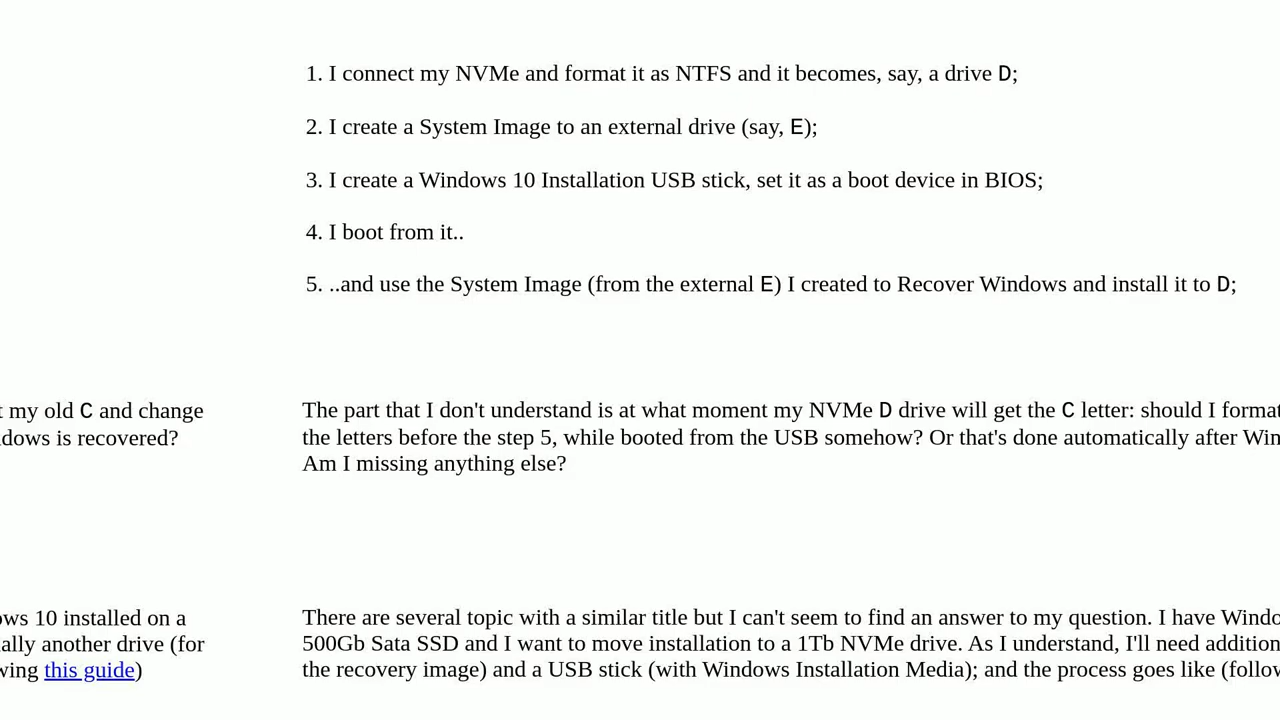 1. I connect my NVMe and format it as NTFS and it becomes, say, a drive D;
2. I create a System Image to an external drive (say, E);
3. I create a Windows 10 Installation USB stick, set it as a boot device in BIOS;
4. I boot from it..
5. ..and use the System Image (from the external E) I created to Recover Windows and install it to D;
t my old C and change
dows is recovered?
The part that I don't understand is at what moment my NVMe D drive will get the C letter: should I format
the letters before the step 5, while booted from the USB somehow? Or that's done automatically after Win
Am I missing anything else?
ows 10 installed on a
ally another drive (for
wing this guide)
There are several topic with a similar title but I can't seem to find an answer to my question. I have Windo
500Gb Sata SSD and I want to move installation to a 1Tb NVMe drive. As I understand, I'll need addition
the recovery image) and a USB stick (with Windows Installation Media); and the process goes like (follow